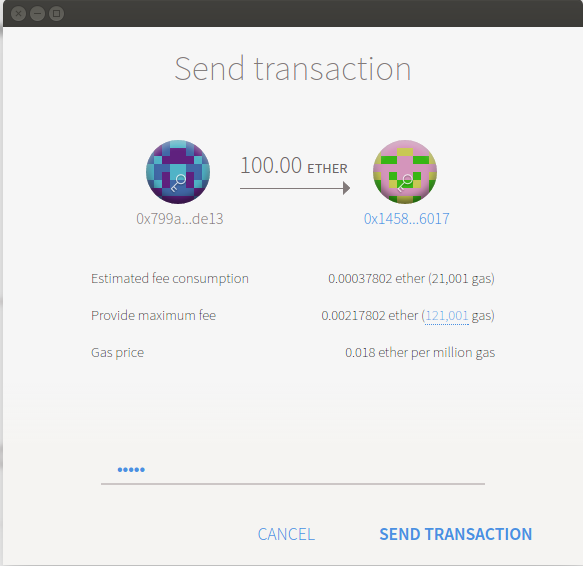 Send transaction
100.00 ETHER
0x799a...de13
0x1458...6017
Estimated fee consumption 0.00037802 ether (21,001 gas)
Provide maximum fee 0.00217802 ether (121,001 gas)
Gas price 0.018 ether per million gas
•••••
CANCEL SEND TRANSACTION